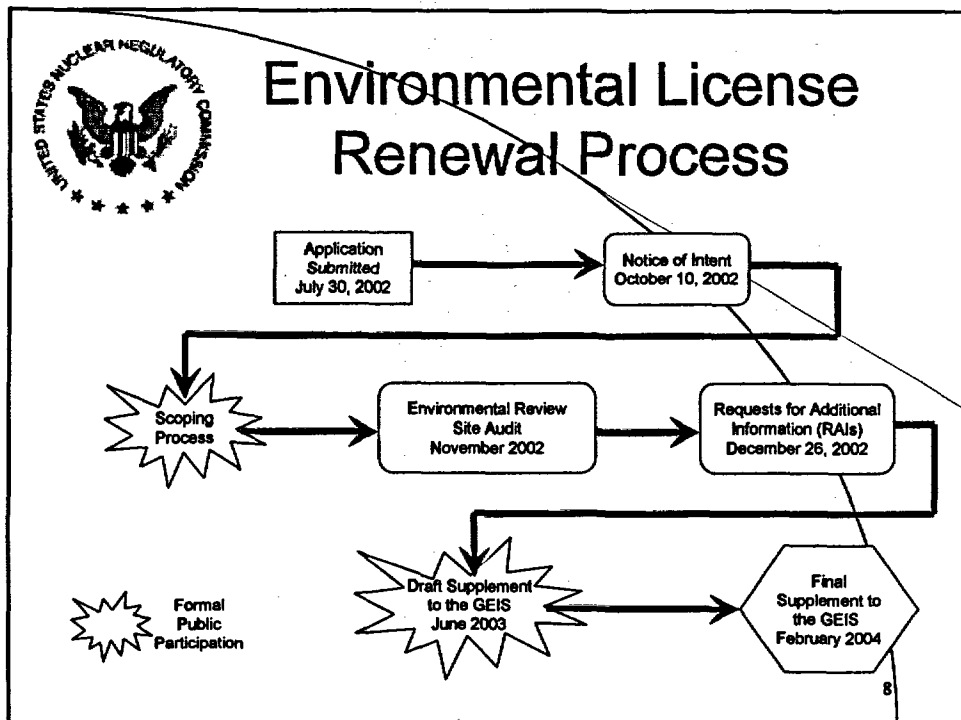 UNITED STATES NUCLEAR REGULATORY COMMISSION
Environmental License
Renewal Process
Application
Submitted
July 30, 2002
Notice of Intent
October 10, 2002
Scoping
Process
Environmental Review
Site Audit
November 2002
Requests for Additional
Information (RAIs)
December 26, 2002
Draft Supplement
to the GEIS
June 2003
Final
Supplement to
the GEIS
February 2004
Formal
Public
Participation
8